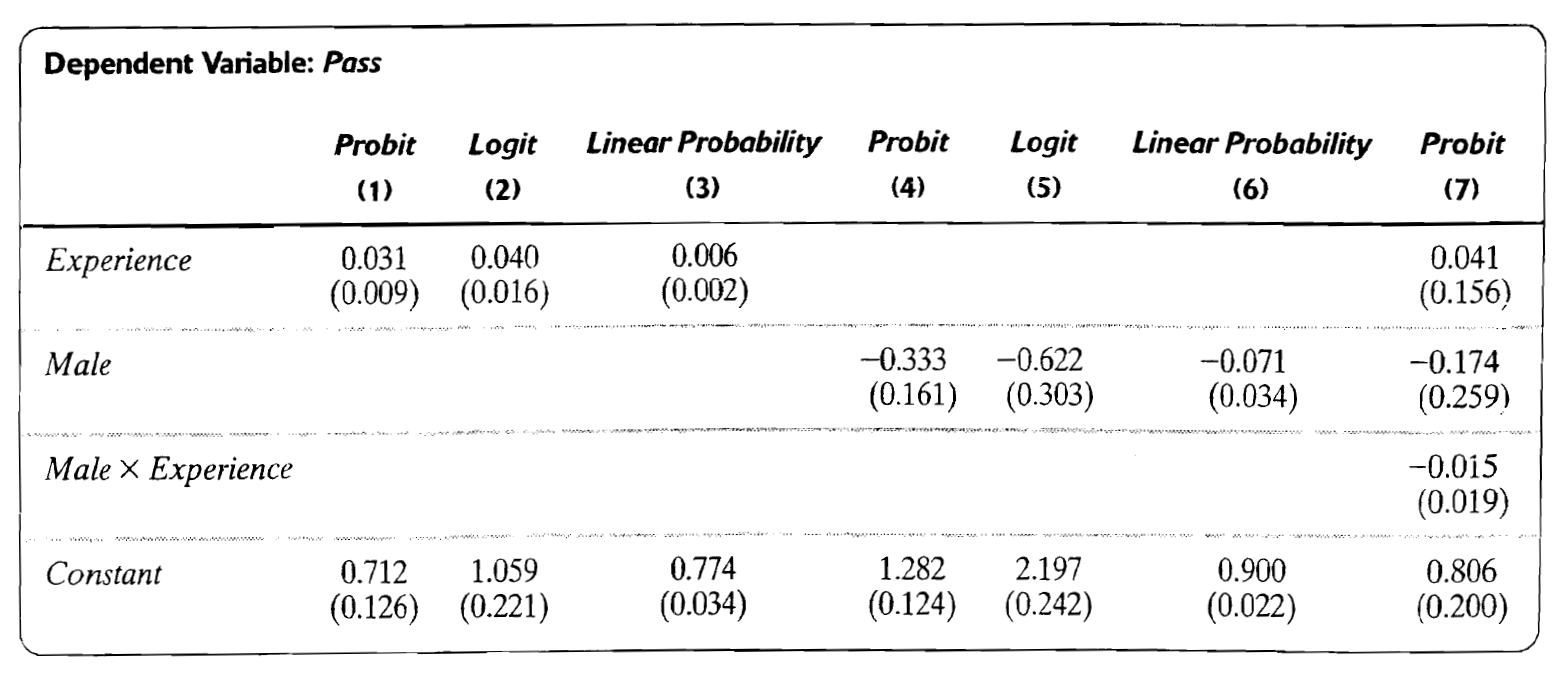 Dependent Variable: Pass
Probit Logit Linear Probability Probit Logit Linear Probability Probit
(1) (2) (3) (4) (5) (6) (7)
Experience 0.031 0.040 0.006 0.041
(0.009) (0.016) (0.002) (0.156)
Male −0.333 −0.622 −0.071 −0.174
(0.161) (0.303) (0.034) (0.259)
Male × Experience −0.015
(0.019)
Constant 0.712 1.059 0.774 1.282 2.197 0.900 0.806
(0.126) (0.221) (0.034) (0.124) (0.242) (0.022) (0.200)